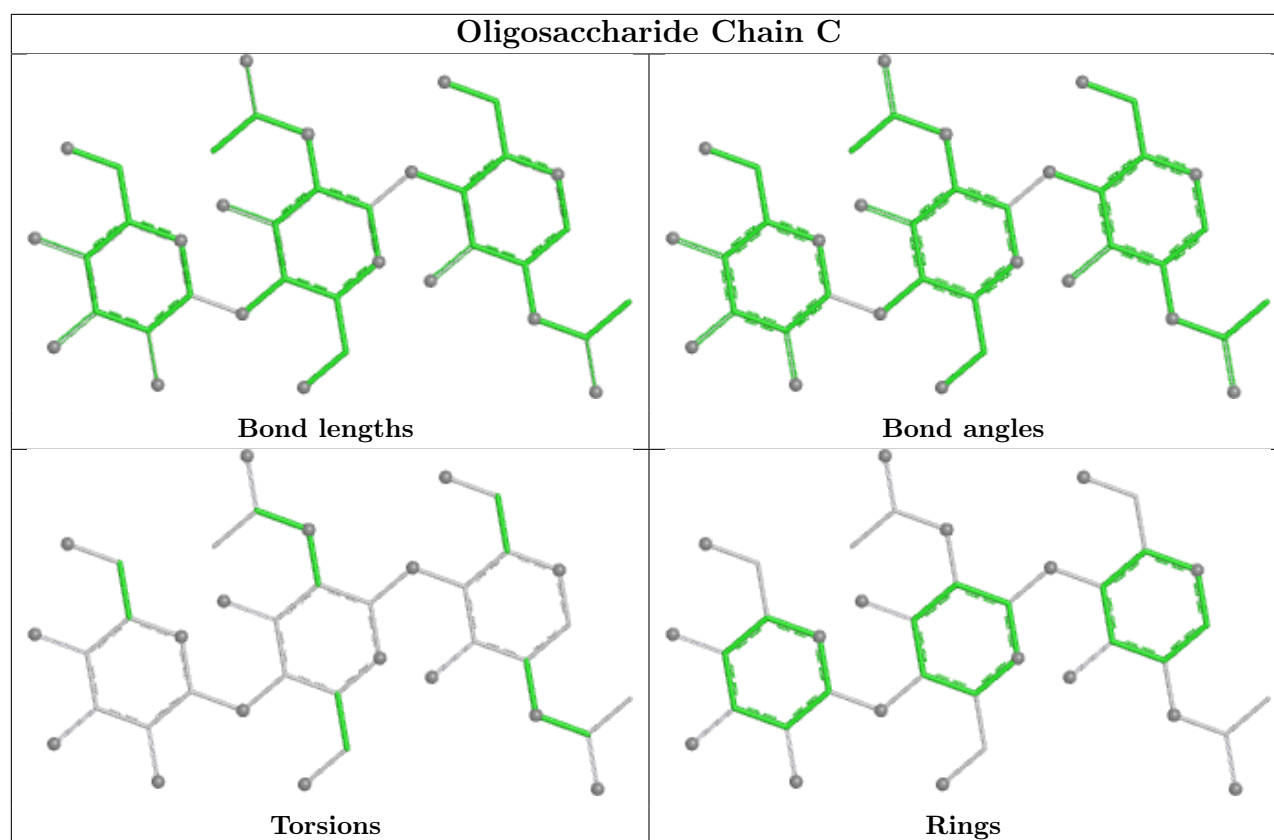 Oligosaccharide Chain C
Bond lengths
Bond angles
Torsions
Rings